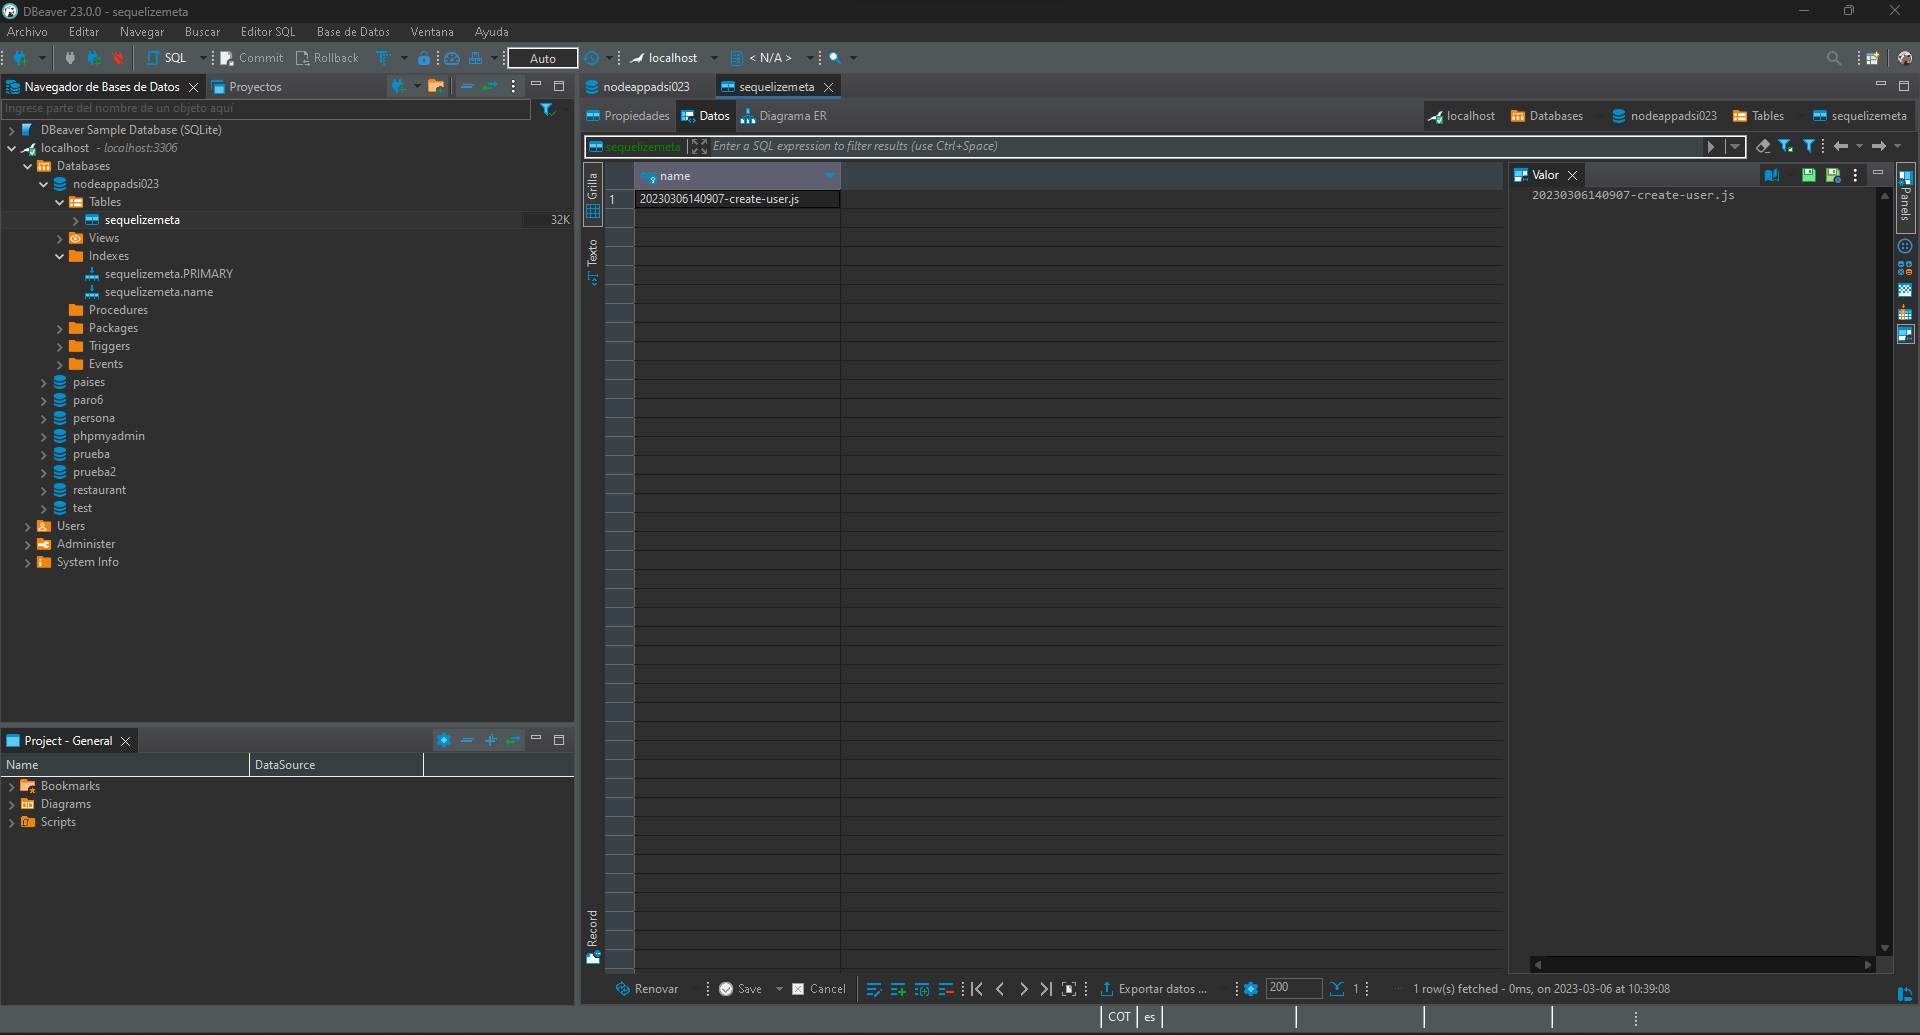 DBeaver 23.0.0 - sequelizemeta
Archivo Editar Navegar Buscar Editor SQL Base de Datos Ventana Ayuda
SQL Commit Rollback Auto localhost < N/A >
Navegador de Bases de Datos Proyectos
Ingrese parte del nombre de un objeto aquí
DBeaver Sample Database (SQLite)
localhost - localhost:3306
Databases
nodeappadsi023
Tables
sequelizemeta 32K
Views
Indexes
sequelizemeta.PRIMARY
sequelizemeta.name
Procedures
Packages
Triggers
Events
paises
paro6
persona
phpmyadmin
prueba
prueba2
restaurant
test
Users
Administer
System Info
Project - General
Name DataSource
Bookmarks
Diagrams
Scripts
nodeappadsi023 sequelizemeta
Propiedades Datos Diagrama ER
localhost Databases nodeappadsi023 Tables sequelizemeta
sequelizemeta Enter a SQL expression to filter results (use Ctrl+Space)
Grilla
Texto
Record
name
1 20230306140907-create-user.js
Valor
20230306140907-create-user.js
Panels
Renovar Save Cancel Exportar datos ... 200 1 1 row(s) fetched - 0ms, on 2023-03-06 at 10:39:08
COT es